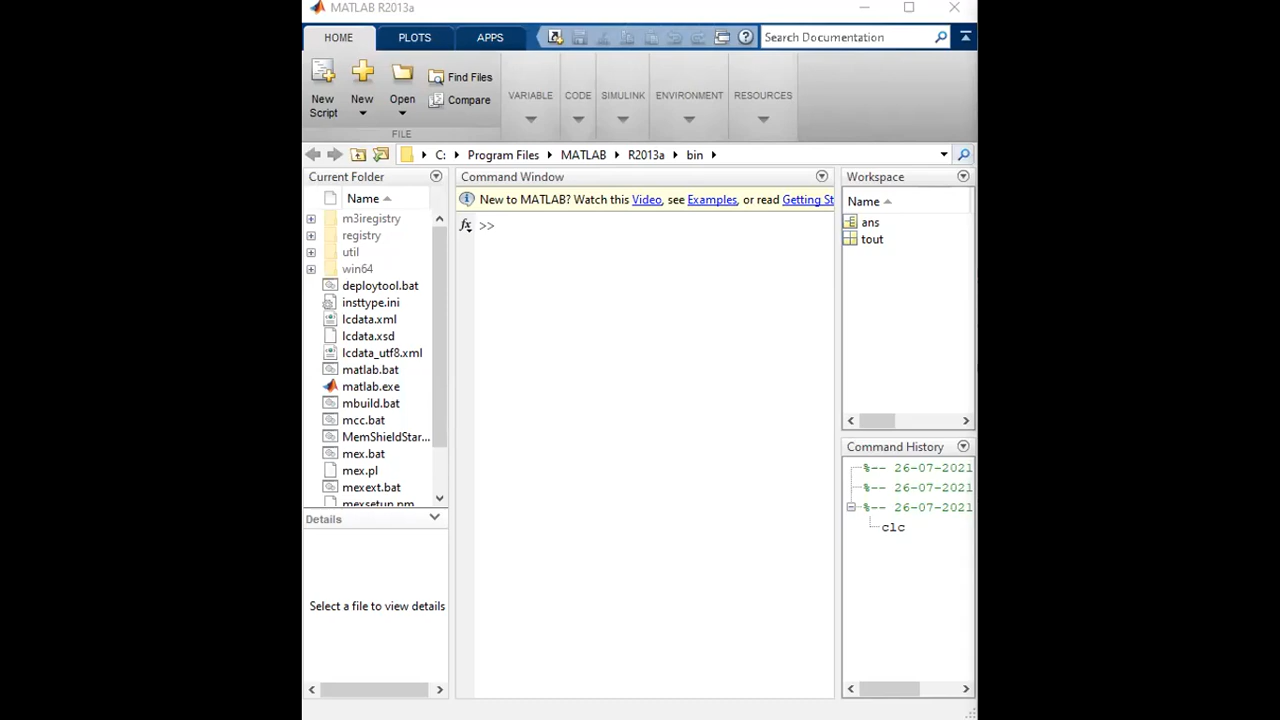 MATLAB R2013a
HOME PLOTS APPS Search Documentation
New Script
New
Open
Find Files
Compare
FILE
VARIABLE CODE SIMULINK ENVIRONMENT RESOURCES
C: Program Files MATLAB R2013a bin
Current Folder
Name
m3iregistry
registry
util
win64
deploytool.bat
insttype.ini
lcdata.xml
lcdata.xsd
lcdata_utf8.xml
matlab.bat
matlab.exe
mbuild.bat
mcc.bat
MemShieldStar...
mex.bat
mex.pl
mexext.bat
mexsetup.pm
Details
Select a file to view details
Command Window
New to MATLAB? Watch this Video, see Examples, or read Getting St
fx >>
Workspace
Name
ans
tout
Command History
%-- 26-07-2021
%-- 26-07-2021
%-- 26-07-2021
clc